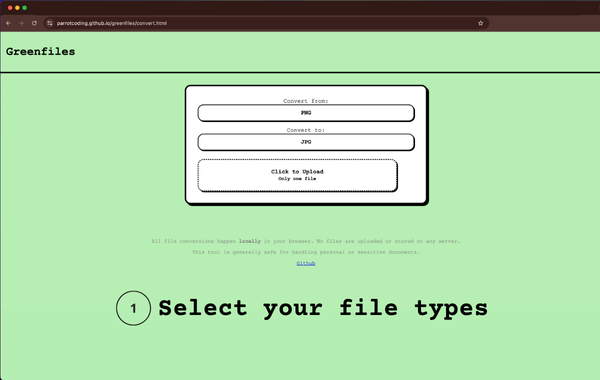 parrotcoding.github.io/greenfiles/convert.html
Greenfiles
Convert from:
PNG
Convert to:
JPG
Click to Upload
Only one file
All file conversions happen locally in your browser. No files are uploaded or stored on any server.
This tool is generally safe for handling personal or sensitive documents.
Github
1 Select your file types